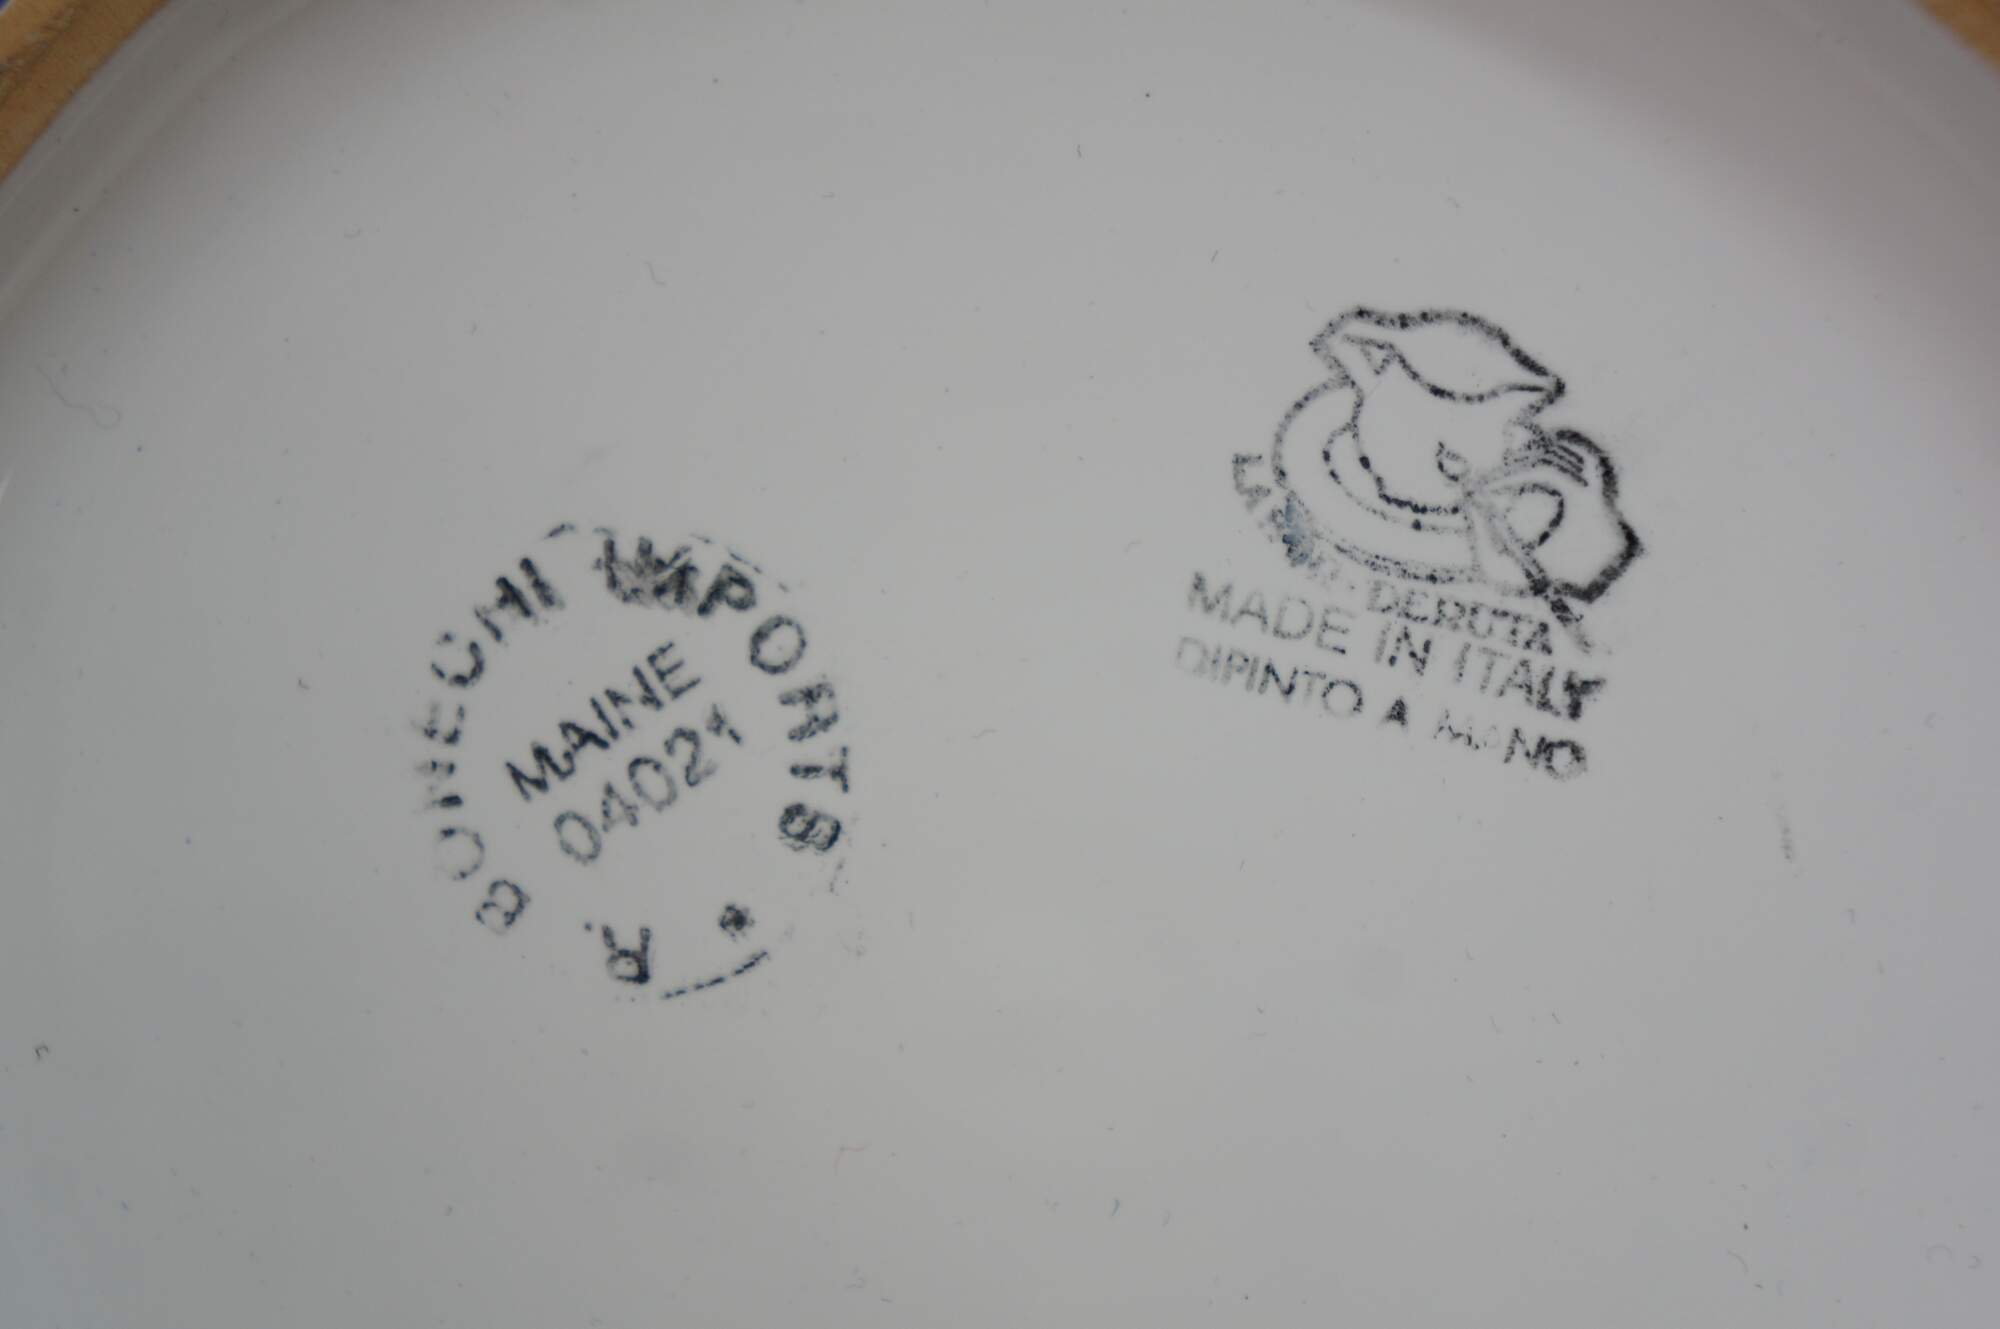 R. BONECHI IMPORTS *
MAINE
04021
DERUTA
MADE IN ITALY
DIPINTO A MANO